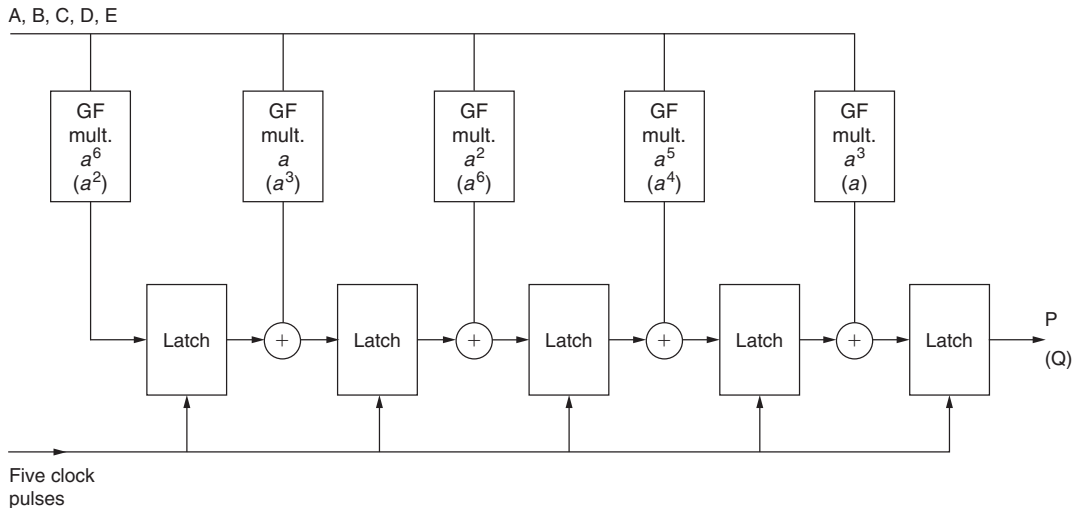 A, B, C, D, E
GF
mult.
a⁶
(a²)
GF
mult.
a
(a³)
GF
mult.
a²
(a⁶)
GF
mult.
a⁵
(a⁴)
GF
mult.
a³
(a)
Latch
+
Latch
+
Latch
+
Latch
+
Latch
P
(Q)
Five clock
pulses